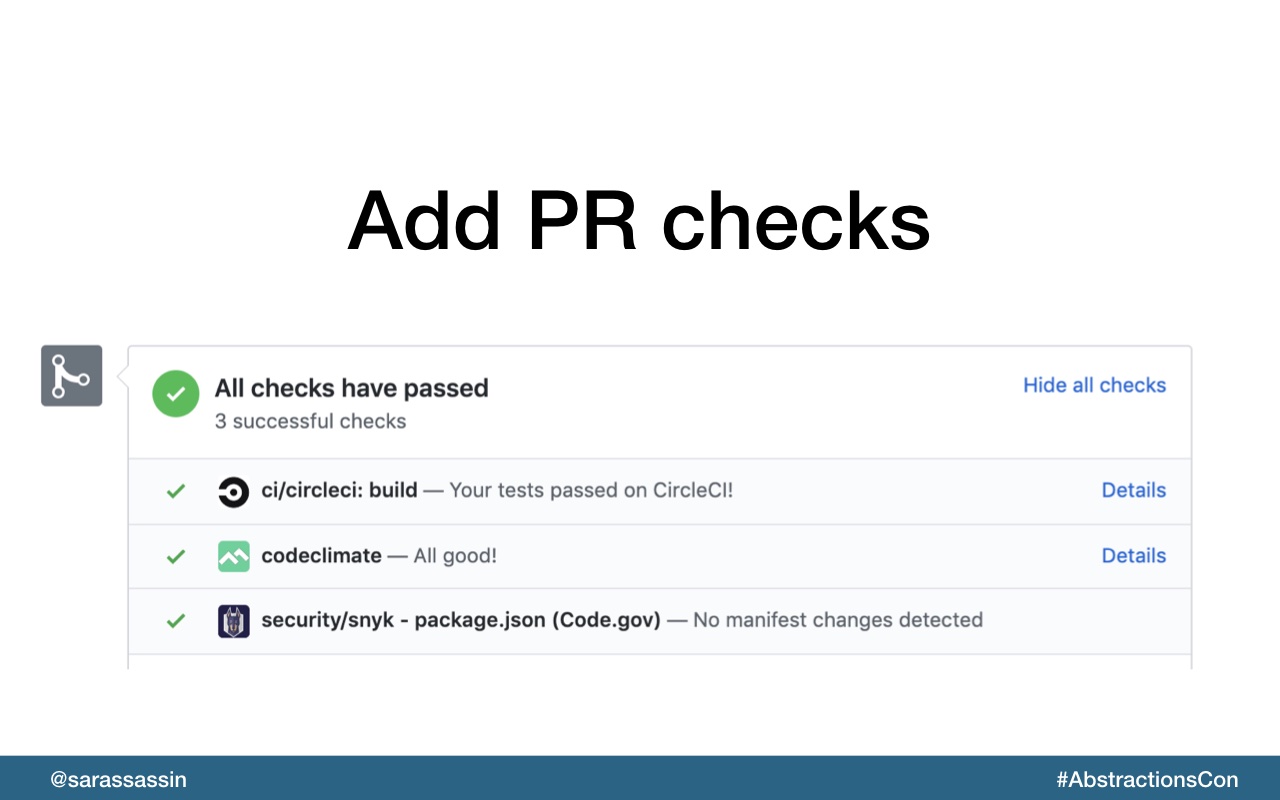 Add PR checks
All checks have passed
Hide all checks
3 successful checks
ci/circleci: build — Your tests passed on CircleCI!
Details
codeclimate — All good!
Details
security/snyk - package.json (Code.gov) — No manifest changes detected
@sarassassin
#AbstractionsCon